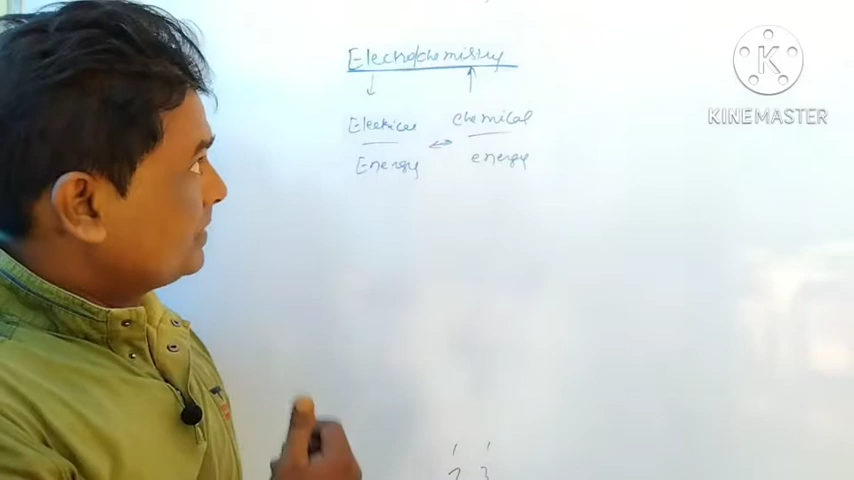 Electrochemistry
Electrical chemical
Energy ↔ energy
K
KINEMASTER